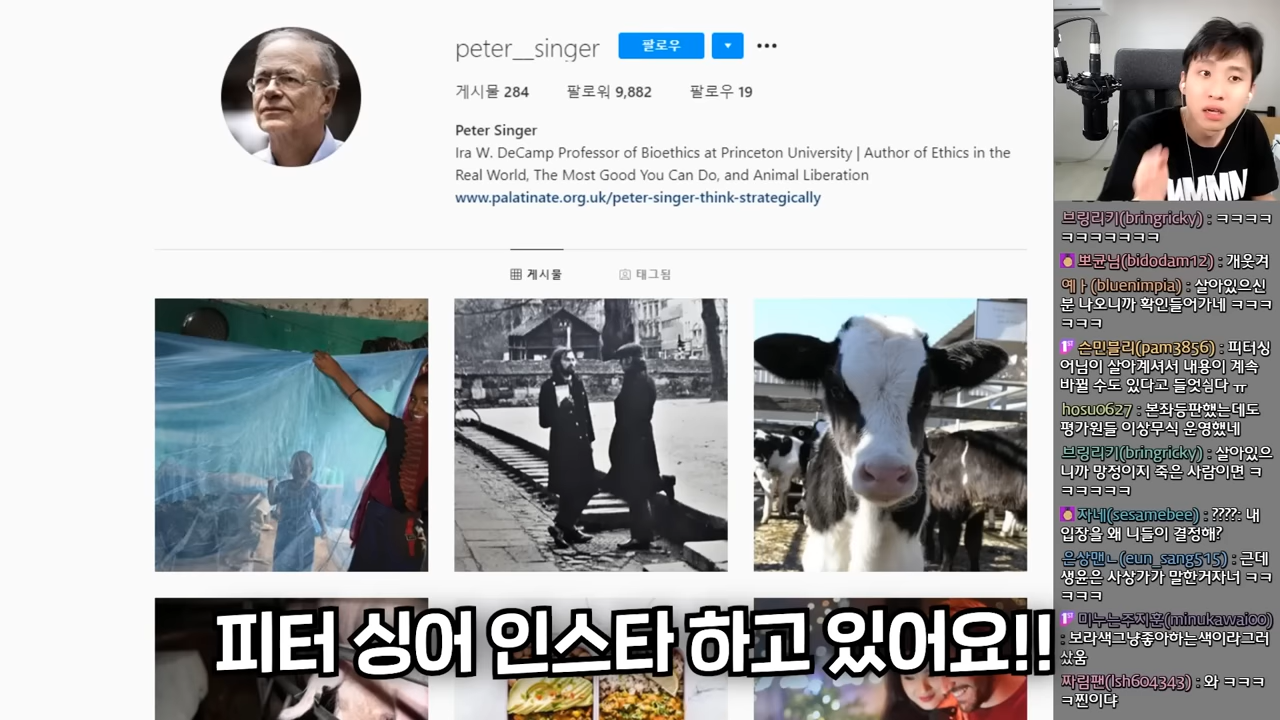 peter__singer
팔로우
게시물 284
팔로워 9,882
팔로우 19
Peter Singer
Ira W. DeCamp Professor of Bioethics at Princeton University | Author of Ethics in the
Real World, The Most Good You Can Do, and Animal Liberation
www.palatinate.org.uk/peter-singer-think-strategically
게시물
태그됨
피터 싱어 인스타 하고 있어요!!
브링리키(bringricky) : ㅋㅋㅋㅋ
ㅋㅋㅋㅋㅋㅋㅋ
뽀균님(bidodam12) : 개웃겨
예ㅏ(bluenimpia) : 살아있으신
분 나오니까 확인들어가네 ㅋㅋㅋ
ㅋㅋㅋ
슨민믈리(pam3856) : 피터싱
어님이 살아계셔서 내용이 계속
바뀔 수도 있다고 들엇쉼다 ㅠ
hosu0627 : 본좌등판했는데도
평가원들 이상무식 운영했네
브링리키(bringricky) : 살아있으
니까 망정이지 죽은 사람이면 ㅋ
ㅋㅋㅋㅋㅋ
자네(sesamebee) : ????: 내
입장을 왜 니들이 결정해?
은상맨ㄴ(eun_sang515) : 근데
생윤은 사상가가 말한거자너 ㅋㅋ
ㅋㅋㅋ
미누는주지훈(minukawai00)
: 보라색그냥좋아하는색이라그러
샀움
짜림팬(lsh604343) : 와 ㅋㅋㅋ
ㅋ찐이댜